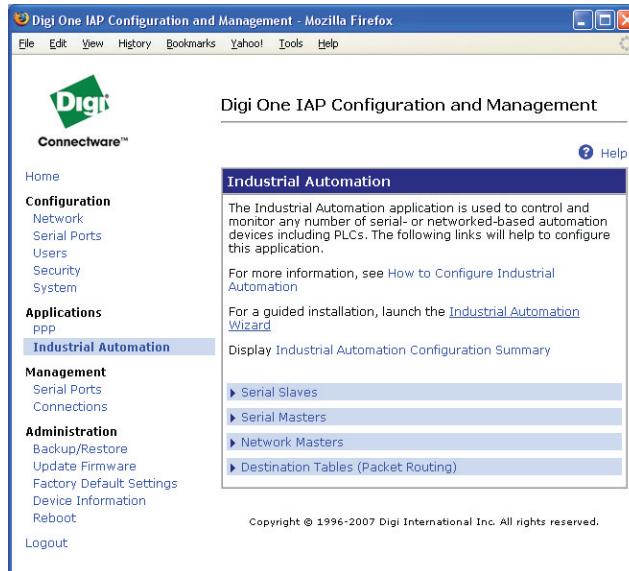 Digi One IAP Configuration and Management - Mozilla Firefox
File Edit View History Bookmarks Yahoo! Tools Help
Digi
Connectware™
Digi One IAP Configuration and Management
Help
Home
Configuration
Network
Serial Ports
Users
Security
System
Applications
PPP
Industrial Automation
Management
Serial Ports
Connections
Administration
Backup/Restore
Update Firmware
Factory Default Settings
Device Information
Reboot
Logout
Industrial Automation
The Industrial Automation application is used to control and
monitor any number of serial- or networked-based automation
devices including PLCs. The following links will help to configure
this application.
For more information, see How to Configure Industrial
Automation
For a guided installation, launch the Industrial Automation
Wizard
Display Industrial Automation Configuration Summary
Serial Slaves
Serial Masters
Network Masters
Destination Tables (Packet Routing)
Copyright © 1996-2007 Digi International Inc. All rights reserved.